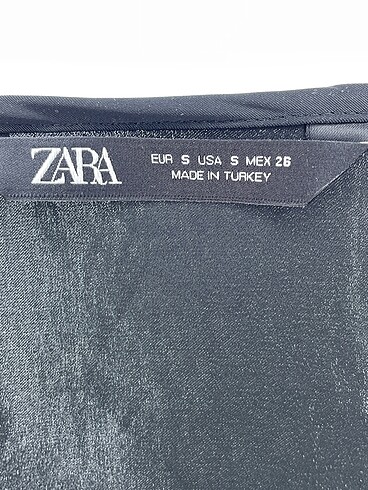 ZARA
EUR S USA S MEX 26
MADE IN TURKEY